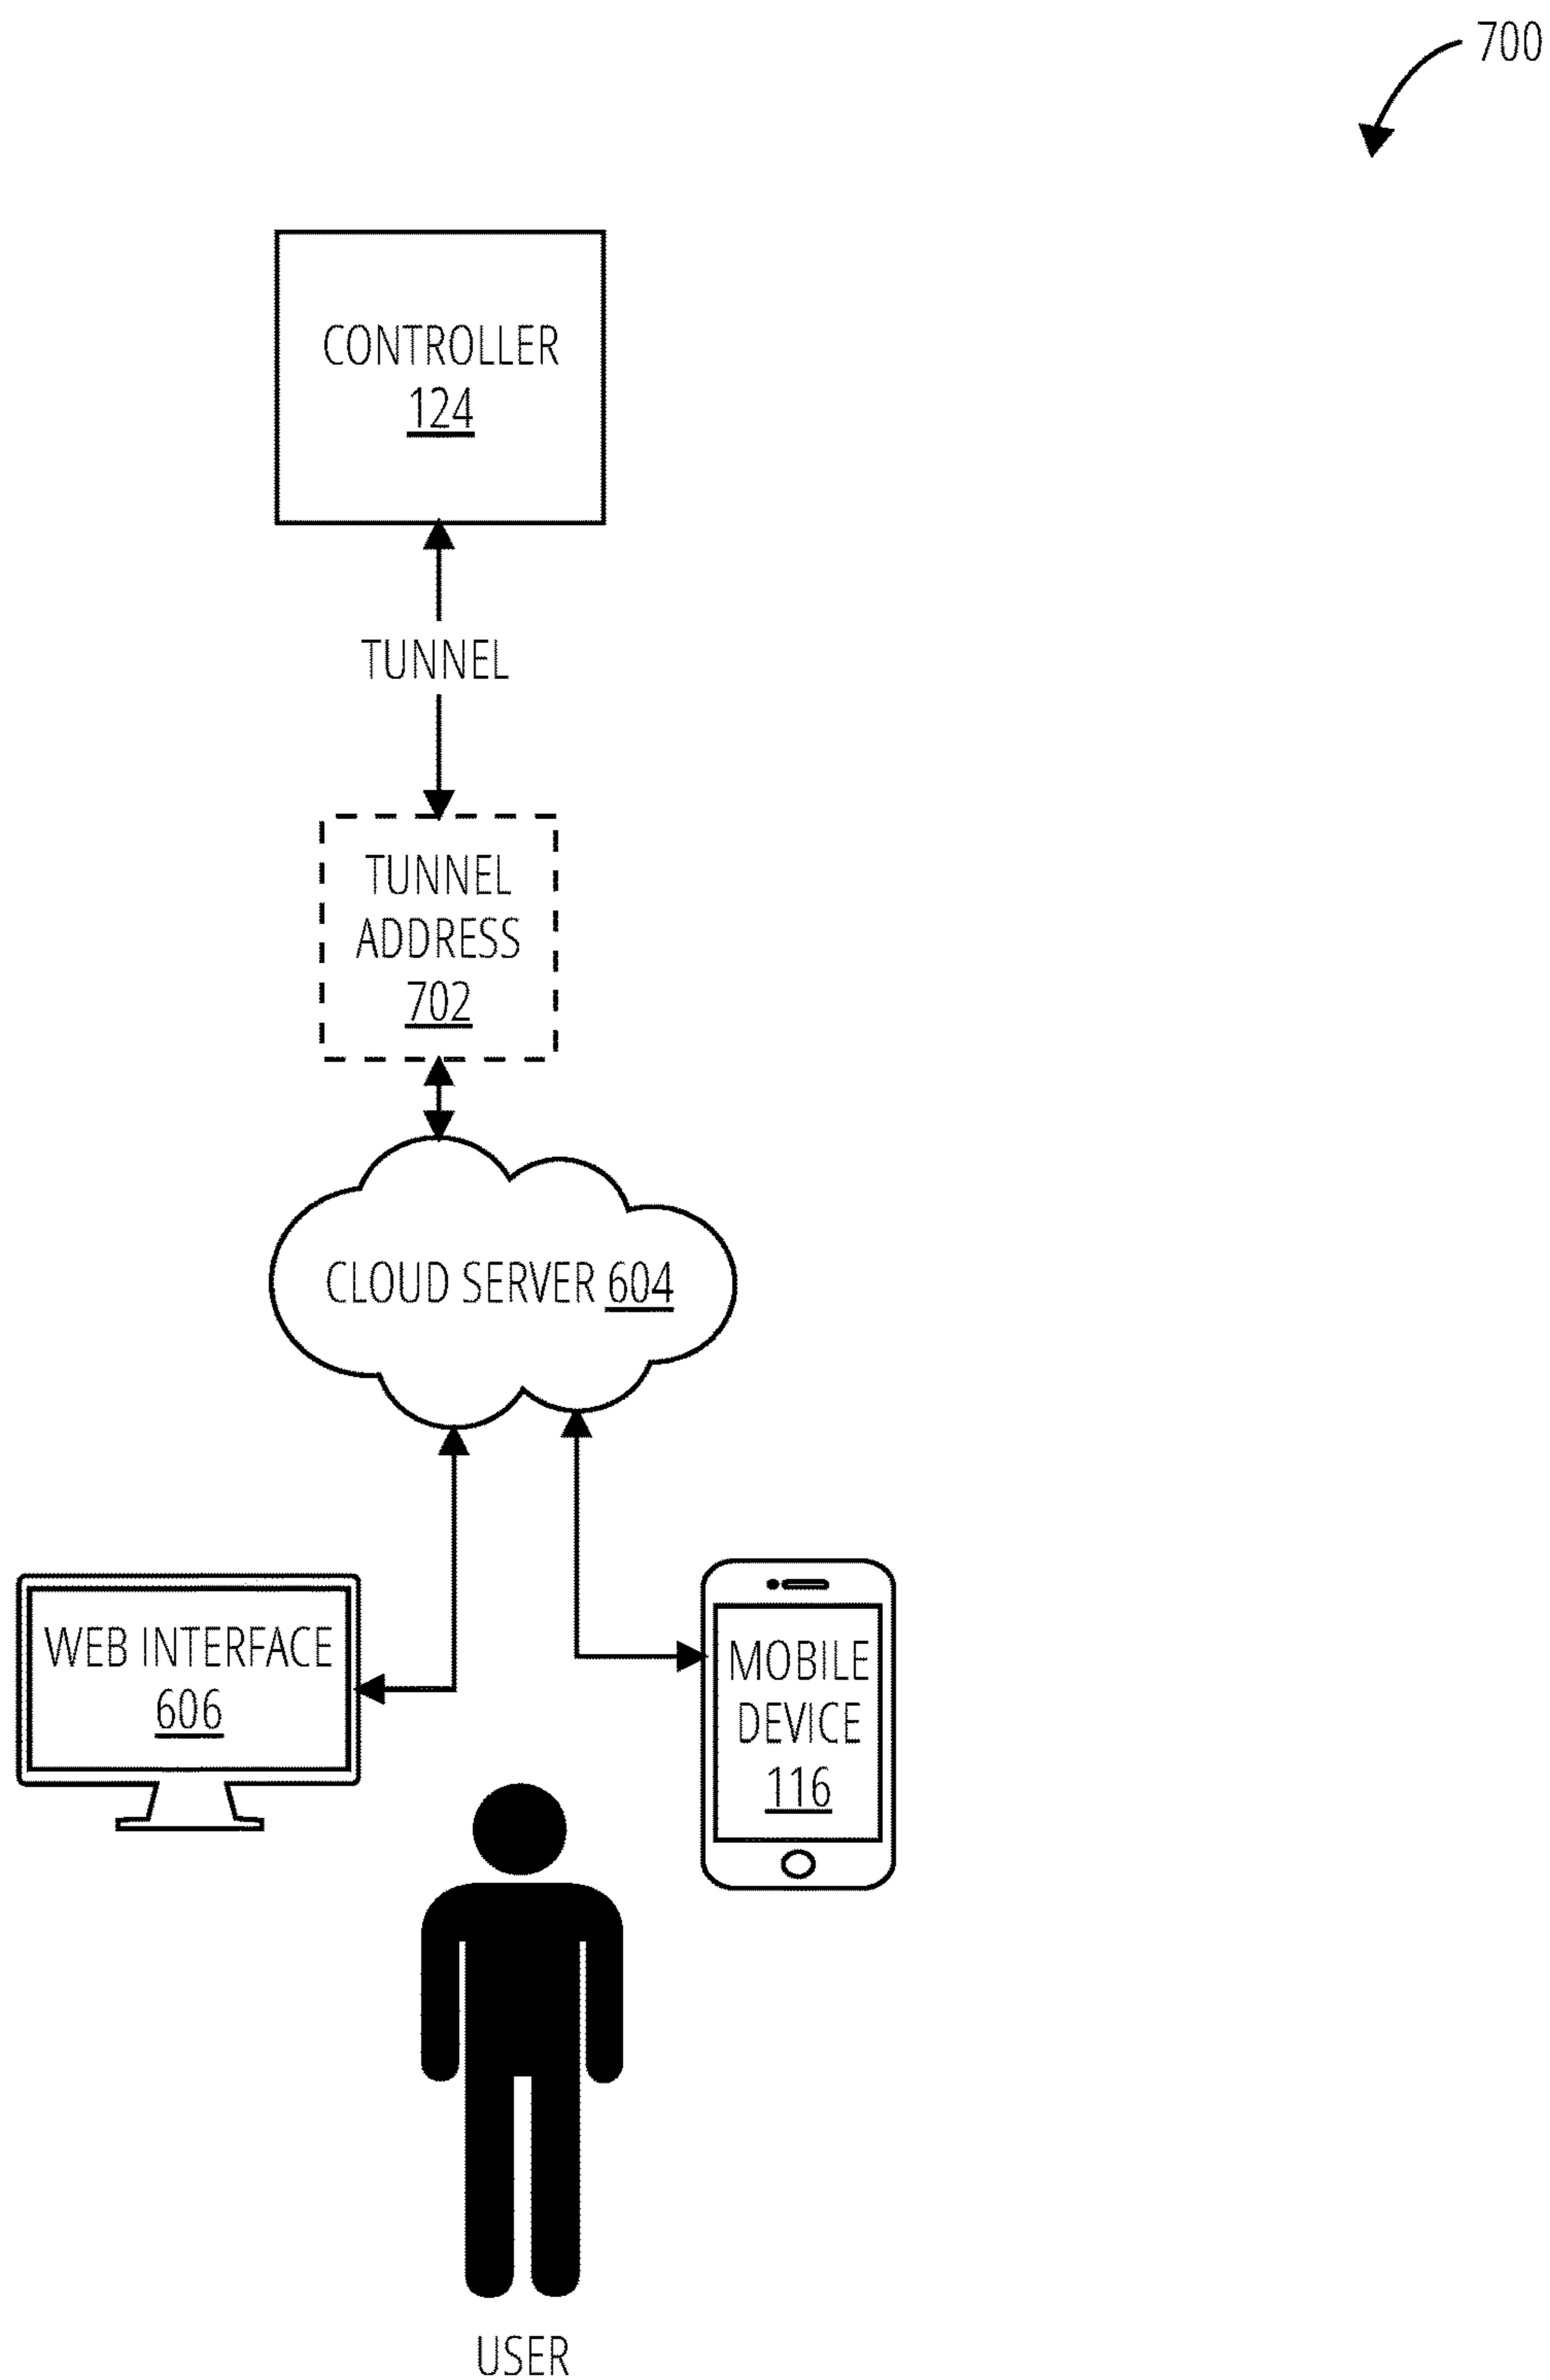 700
CONTROLLER
124
TUNNEL
TUNNEL
ADDRESS
702
CLOUD SERVER 604
WEB INTERFACE
606
MOBILE
DEVICE
116
USER